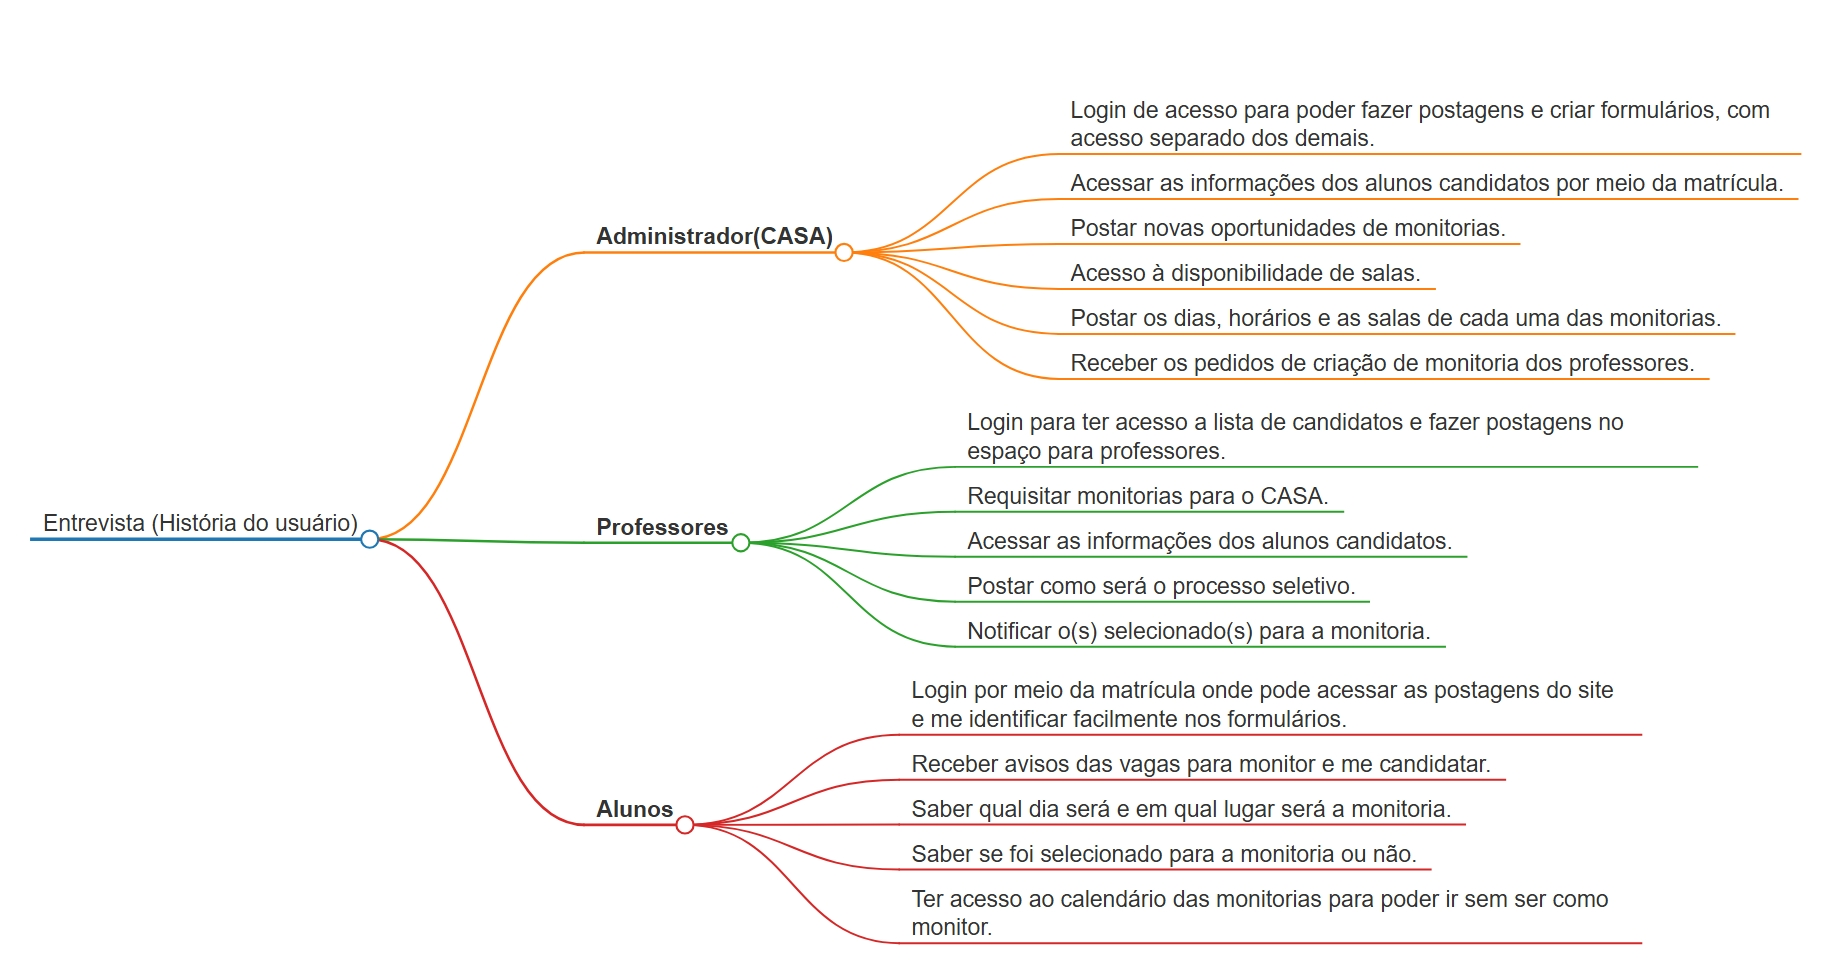 Entrevista (História do usuário)
Administrador(CASA)
Login de acesso para poder fazer postagens e criar formulários, com
acesso separado dos demais.
Acessar as informações dos alunos candidatos por meio da matrícula.
Postar novas oportunidades de monitorias.
Acesso à disponibilidade de salas.
Postar os dias, horários e as salas de cada uma das monitorias.
Receber os pedidos de criação de monitoria dos professores.
Professores
Login para ter acesso a lista de candidatos e fazer postagens no
espaço para professores.
Requisitar monitorias para o CASA.
Acessar as informações dos alunos candidatos.
Postar como será o processo seletivo.
Notificar o(s) selecionado(s) para a monitoria.
Alunos
Login por meio da matrícula onde pode acessar as postagens do site
e me identificar facilmente nos formulários.
Receber avisos das vagas para monitor e me candidatar.
Saber qual dia será e em qual lugar será a monitoria.
Saber se foi selecionado para a monitoria ou não.
Ter acesso ao calendário das monitorias para poder ir sem ser como
monitor.